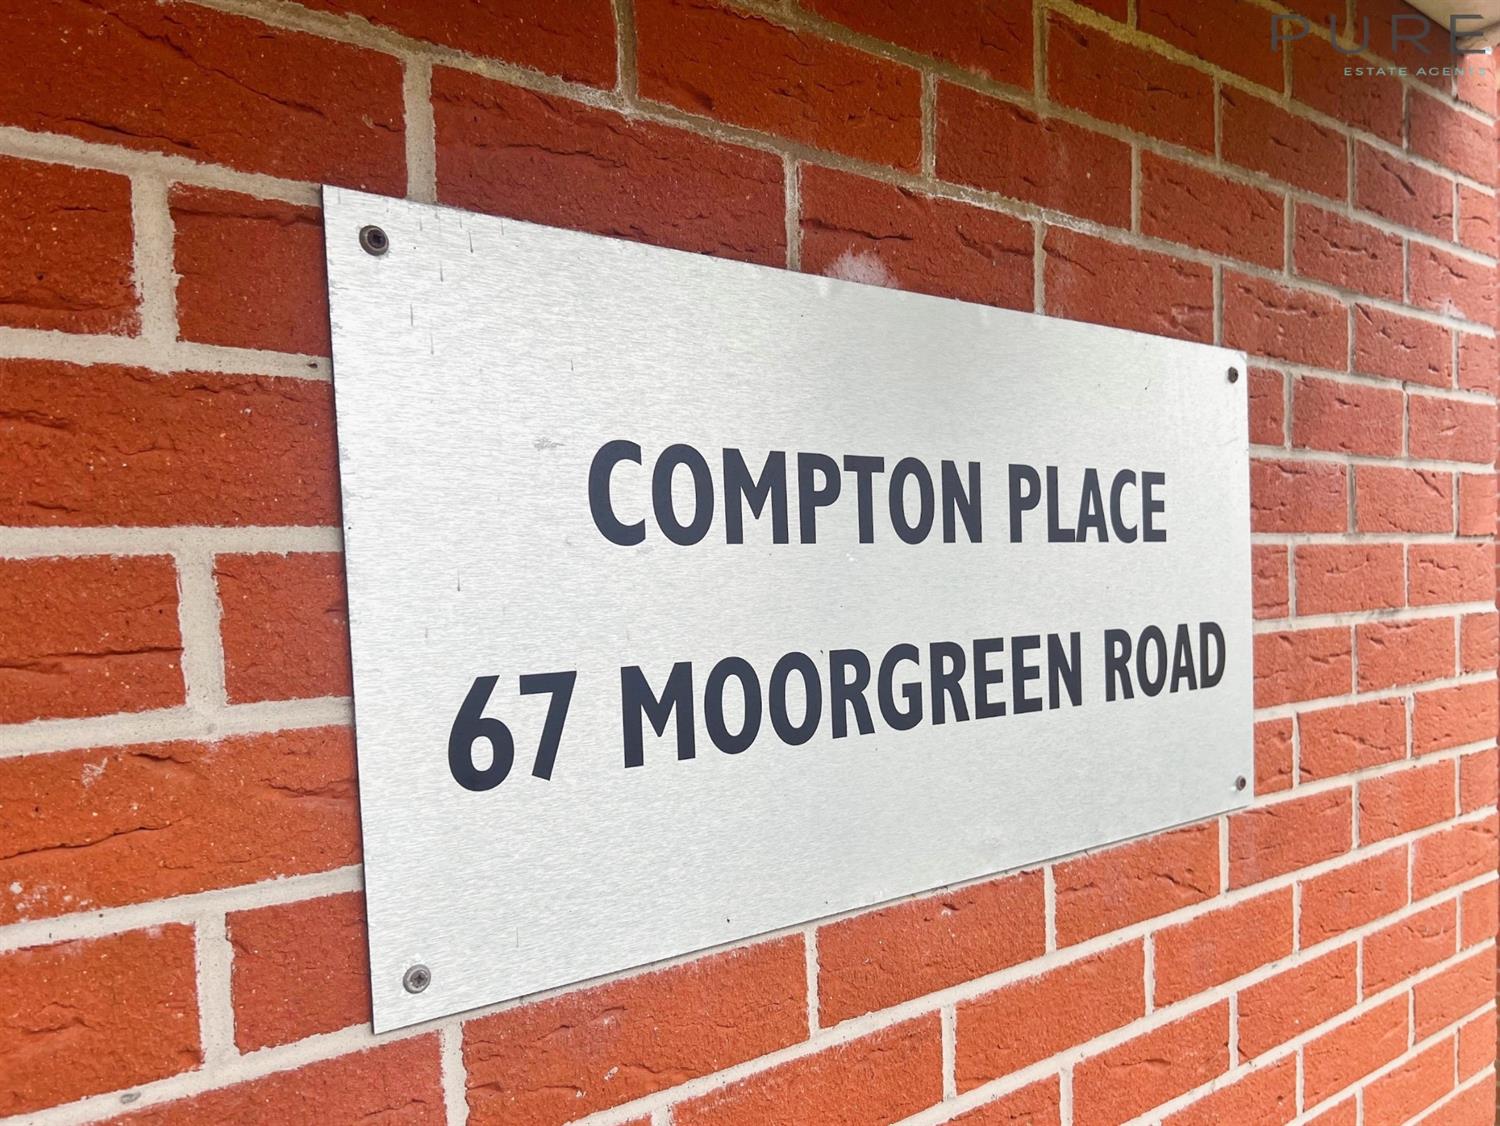 PURE
ESTATE AGENTS
COMPTON PLACE
67 MOORGREEN ROAD